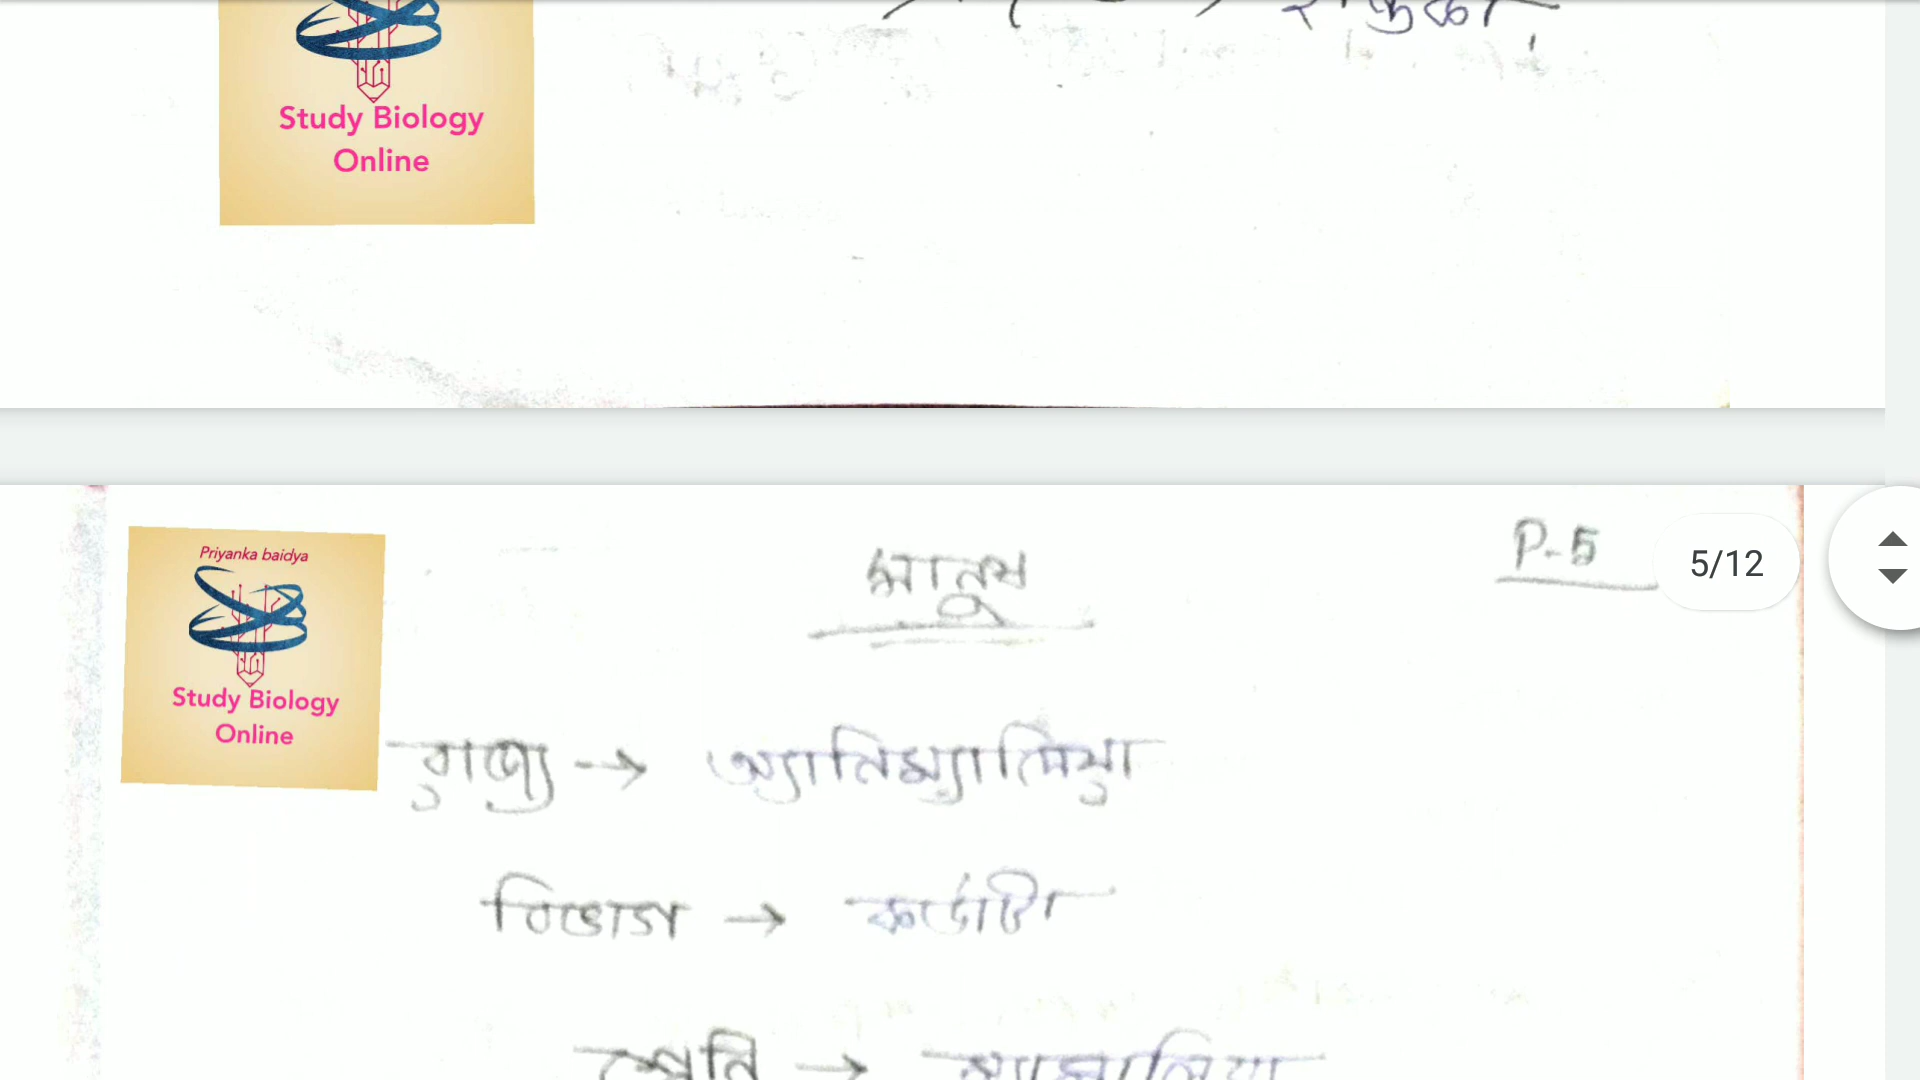 Study Biology
Online
P-5
5/12
Priyanka baidya
Study Biology
Online
মানুষ
রাজ্য → অ্যানিম্যালিয়া
বিভাগ → কর্ডাটা
শ্রেনি → ম্যামালিয়া